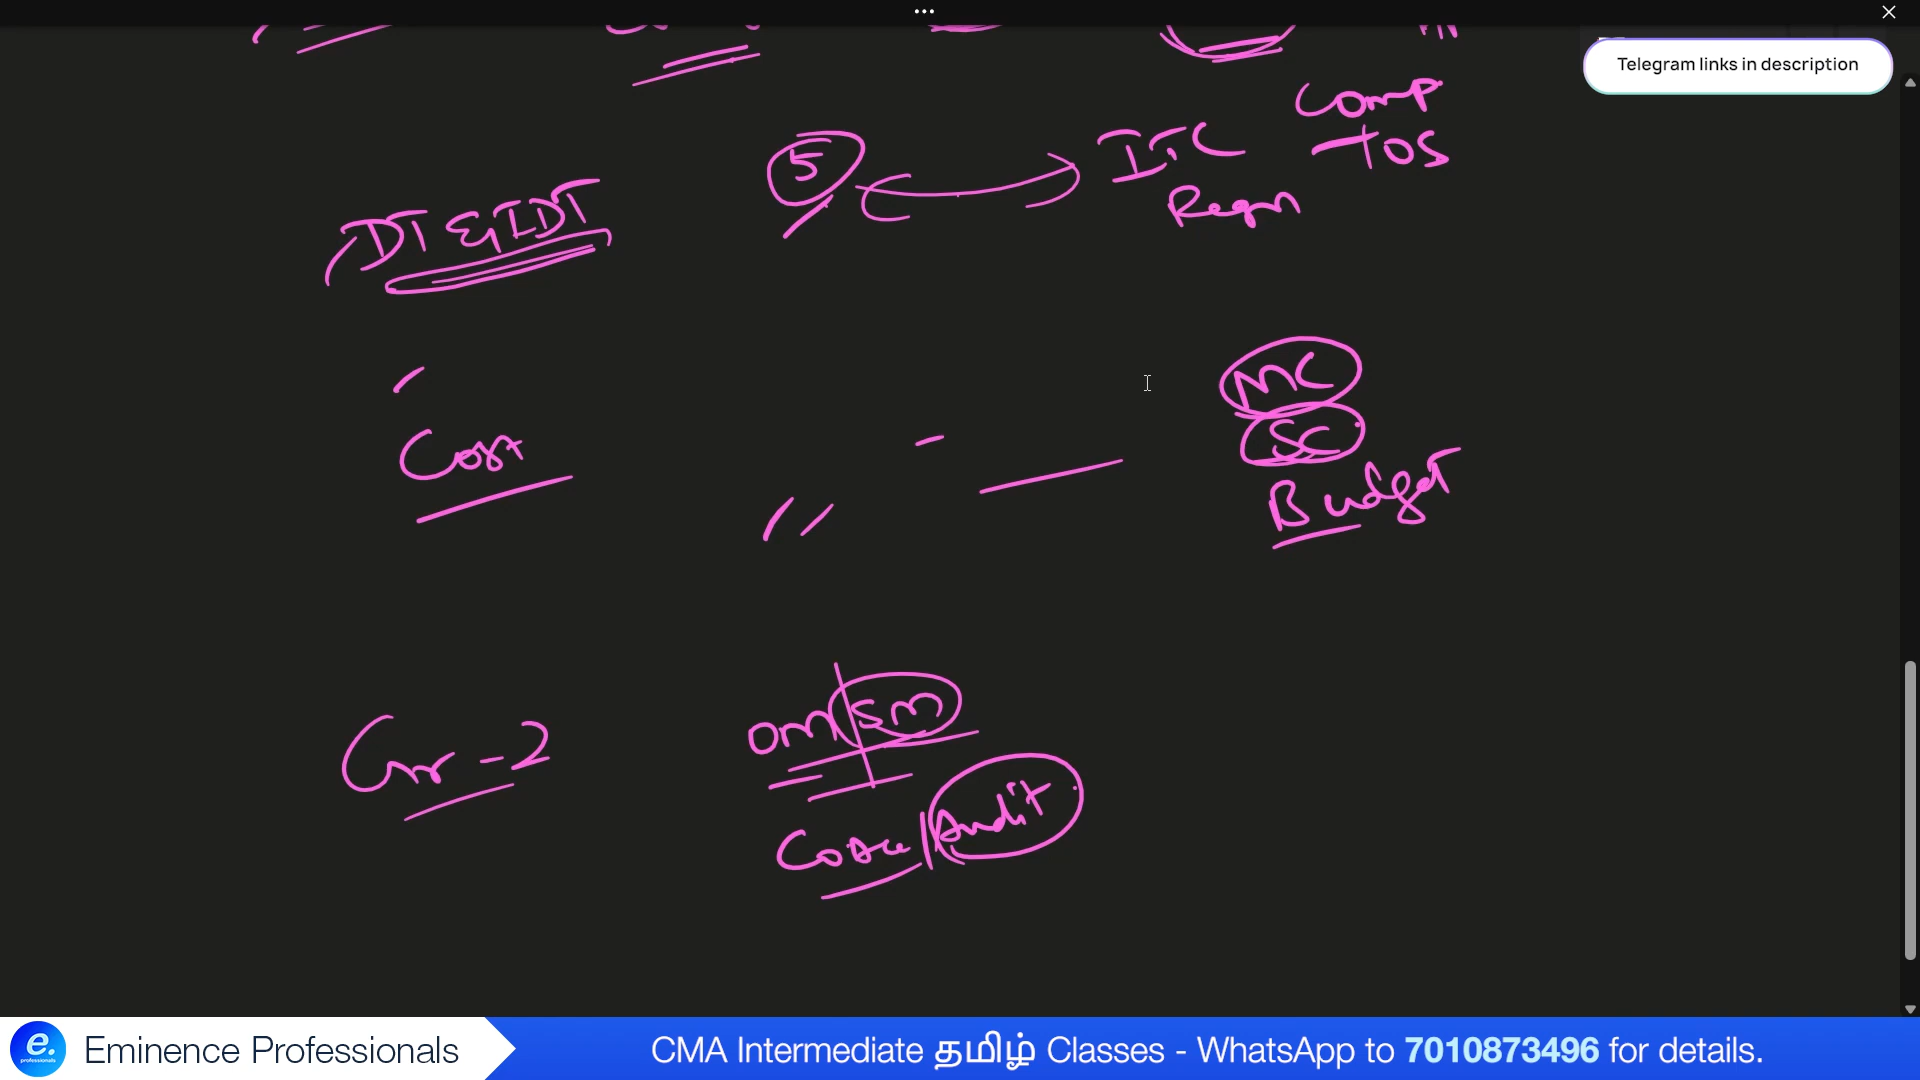 Telegram links in description
Comp
5
ITC
TOS
DT & IDT
Regn
MC
Cost
SC
Budget
Gr-2
OM/SM
Audit
e.
professionals
Eminence Professionals
CMA Intermediate தமிழ் Classes - WhatsApp to 7010873496 for details.